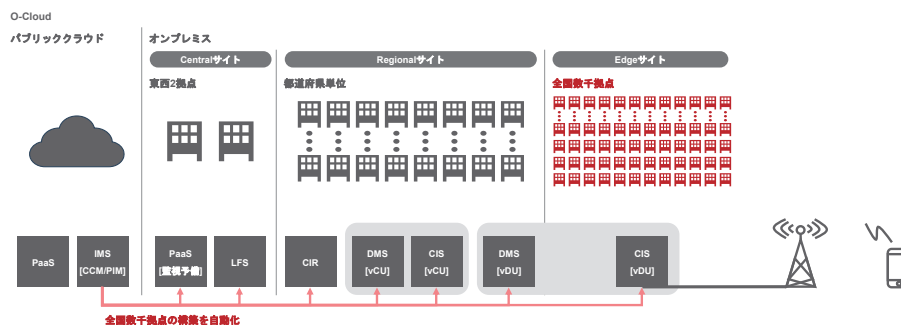 O-Cloud
パブリッククラウド
オンプレミス
Centralサイト
Regionalサイト
Edgeサイト
東西2拠点
都道府県単位
全国数千拠点
PaaS
IMS
[CCM/PIM]
PaaS
[重視予備]
LFS
CIR
DMS
[vCU]
CIS
[vCU]
DMS
[vDU]
CIS
[vDU]
全国数千拠点の構築を自動化